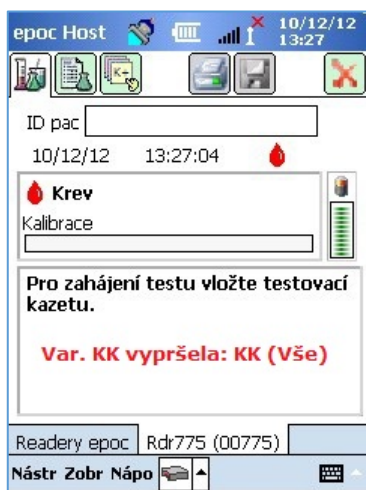 epoc Host 10/12/12
13:27
K+
ID pac
10/12/12 13:27:04
Krev
Kalibrace
Pro zahájení testu vložte testovací
kazetu.
Var. KK vypršela: KK (Vše)
Readery epoc Rdr775 (00775)
Nástr Zobr Nápo